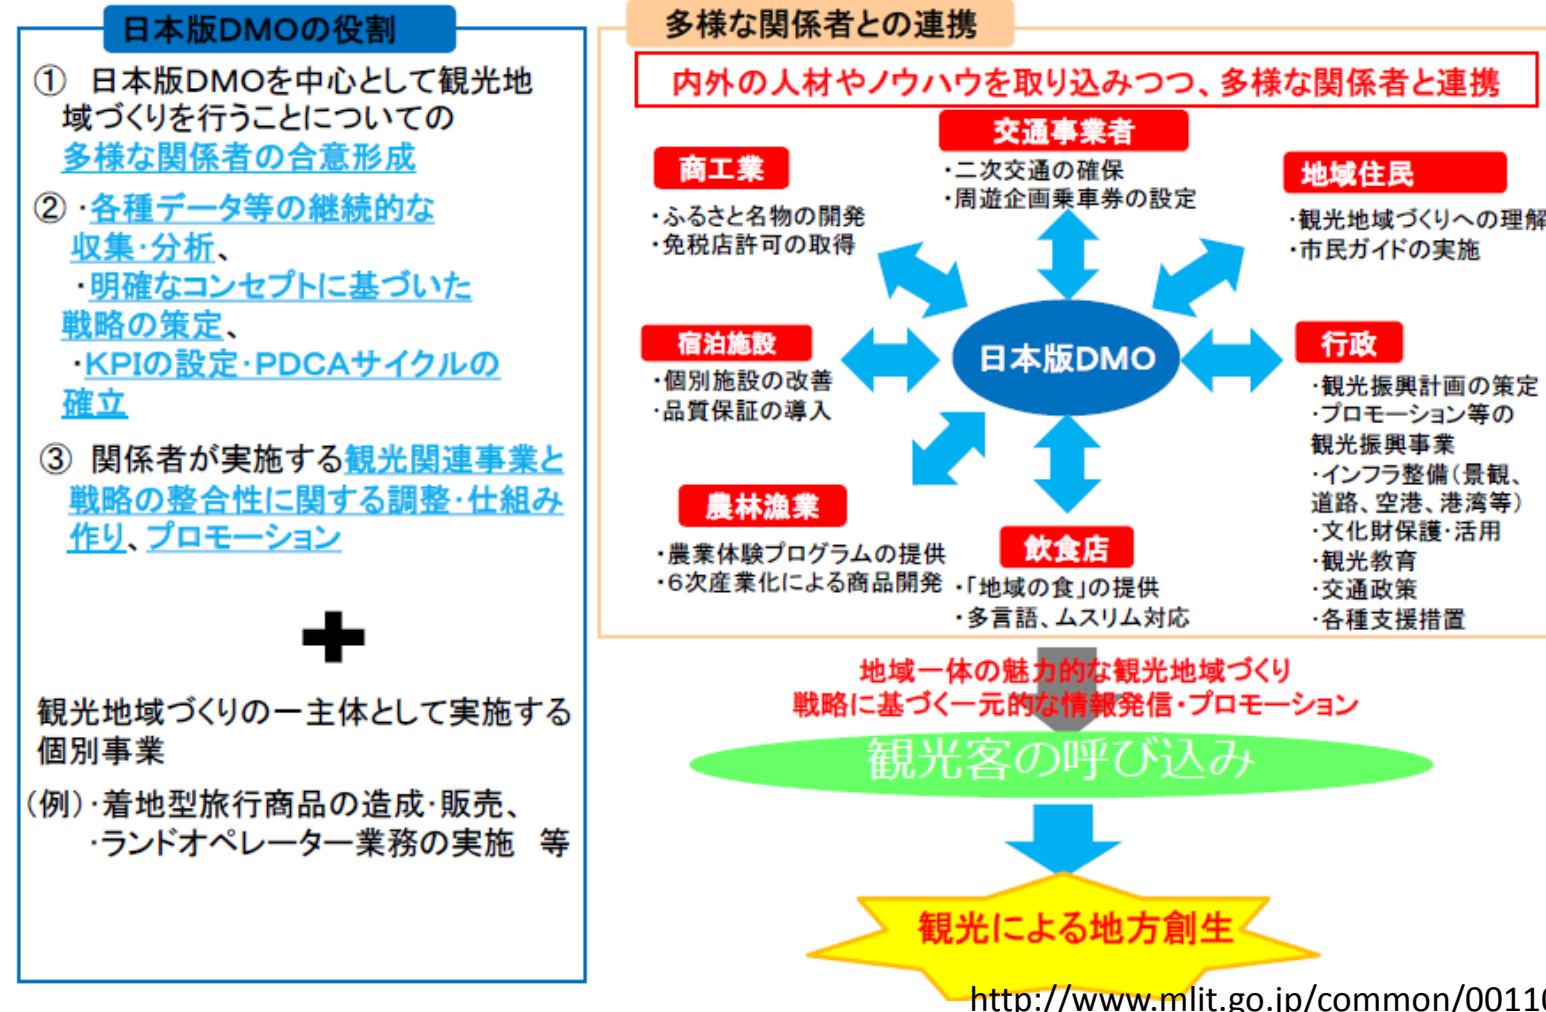 日本版DMOの役割
① 日本版DMOを中心として観光地
域づくりを行うことについての
多様な関係者の合意形成
②・各種データ等の継続的な
収集・分析、
・明確なコンセプトに基づいた
戦略の策定、
・KPIの設定・PDCAサイクルの
確立
③ 関係者が実施する観光関連事業と
戦略の整合性に関する調整・仕組み
作り、プロモーション
観光地域づくりの一主体として実施する
個別事業
(例)・着地型旅行商品の造成・販売、
・ランドオペレーター業務の実施 等
多様な関係者との連携
内外の人材やノウハウを取り込みつつ、多様な関係者と連携
交通事業者
・二次交通の確保
・周遊企画乗車券の設定
商工業
・ふるさと名物の開発
・免税店許可の取得
地域住民
・観光地域づくりへの理解
・市民ガイドの実施
宿泊施設
・個別施設の改善
・品質保証の導入
日本版DMO
行政
・観光振興計画の策定
・プロモーション等の
観光振興事業
・インフラ整備(景観、
道路、空港、港湾等)
・文化財保護・活用
・観光教育
・交通政策
・各種支援措置
農林漁業
・農業体験プログラムの提供
・6次産業化による商品開発
飲食店
・「地域の食」の提供
・多言語、ムスリム対応
地域一体の魅力的な観光地域づくり
戦略に基づく一元的な情報発信・プロモーション
観光客の呼び込み
観光による地方創生
http://www.mlit.go.jp/common/00110